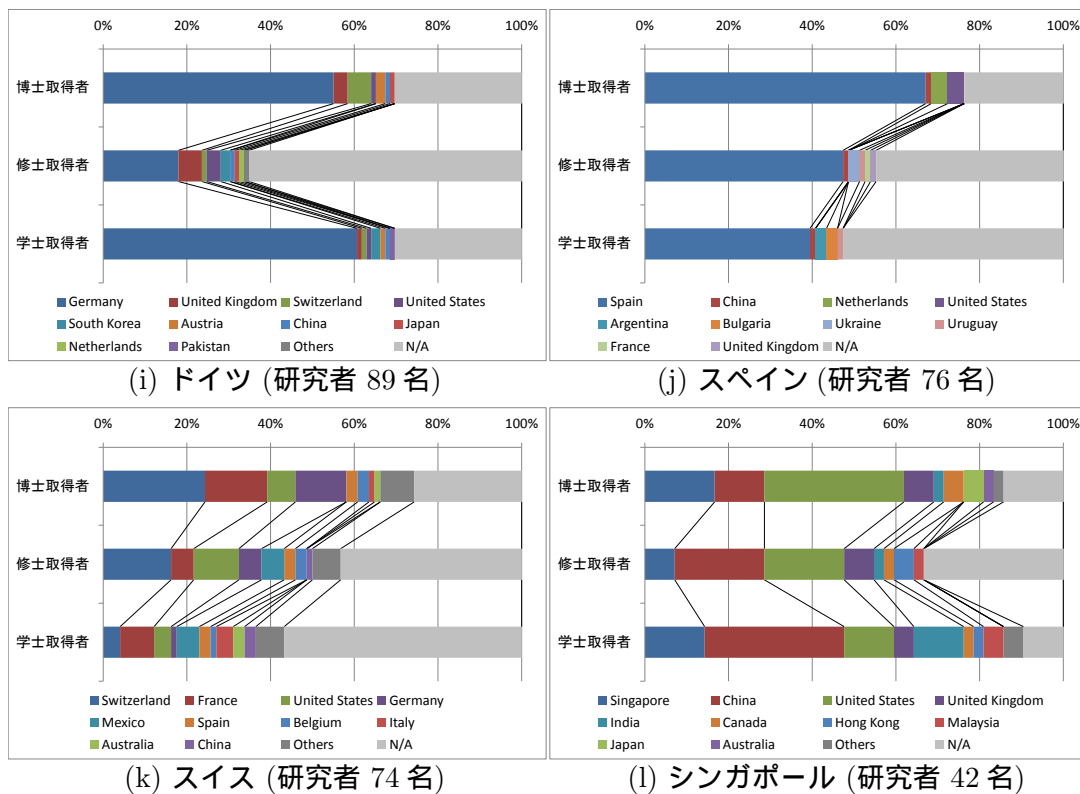 0% 20% 40% 60% 80% 100%
博士取得者
修士取得者
学士取得者
Germany United Kingdom Switzerland United States
South Korea Austria China Japan
Netherlands Pakistan Others N/A
(i) ドイツ (研究者 89 名)
0% 20% 40% 60% 80% 100%
博士取得者
修士取得者
学士取得者
Spain China Netherlands United States
Argentina Bulgaria Ukraine Uruguay
France United Kingdom N/A
(j) スペイン (研究者 76 名)
0% 20% 40% 60% 80% 100%
博士取得者
修士取得者
学士取得者
Switzerland France United States Germany
Mexico Spain Belgium Italy
Australia China Others N/A
(k) スイス (研究者 74 名)
0% 20% 40% 60% 80% 100%
博士取得者
修士取得者
学士取得者
Singapore China United States United Kingdom
India Canada Hong Kong Malaysia
Japan Australia Others N/A
(l) シンガポール (研究者 42 名)